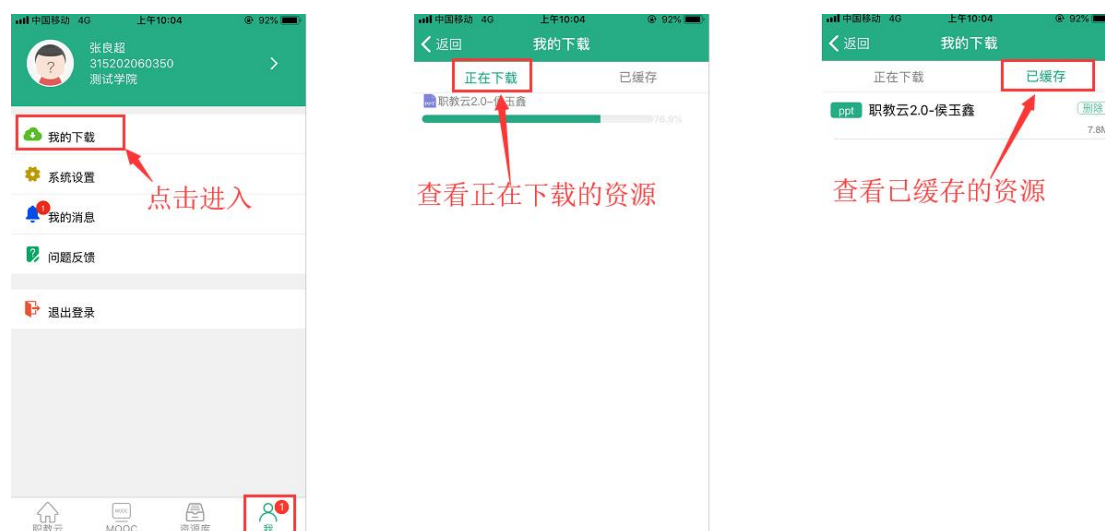 中国移动 4G 上午10:04 92%
张良超
315202060350
测试学院
我的下载
系统设置
点击进入
1
我的消息
问题反馈
退出登录
职教云 MOOC 资源库 我 1
中国移动 4G 上午10:04 92%
返回 我的下载
正在下载 已缓存
职教云2.0-侯玉鑫
76.9%
查看正在下载的资源
中国移动 4G 上午10:04 92%
返回 我的下载
正在下载 已缓存
ppt 职教云2.0-侯玉鑫 删除
7.8M
查看已缓存的资源